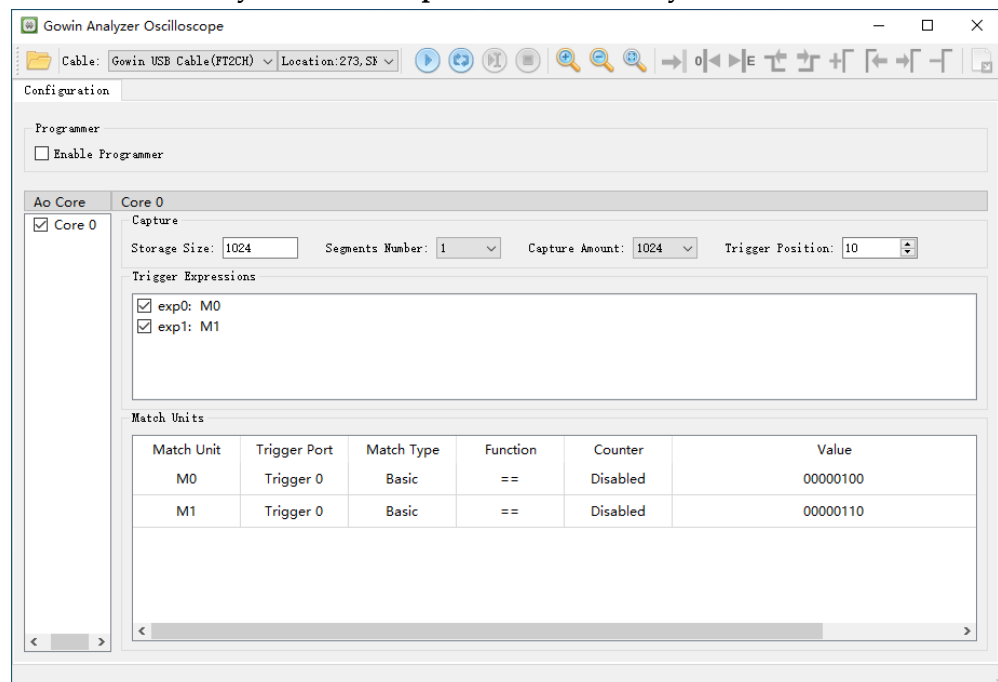 Gowin Analyzer Oscilloscope
Cable: Gowin USB Cable(FT2CH) Location:273,
Configuration
Programmer
Enable Programmer
Ao Core Core 0
Core 0
Capture
Storage Size: 1024 Segments Number: 1 Capture Amount: 1024 Trigger Position: 10
Trigger Expressions
exp0: M0
exp1: M1
Match Units
Match Unit Trigger Port Match Type Function Counter Value
M0 Trigger 0 Basic == Disabled 00000100
M1 Trigger 0 Basic == Disabled 00000110